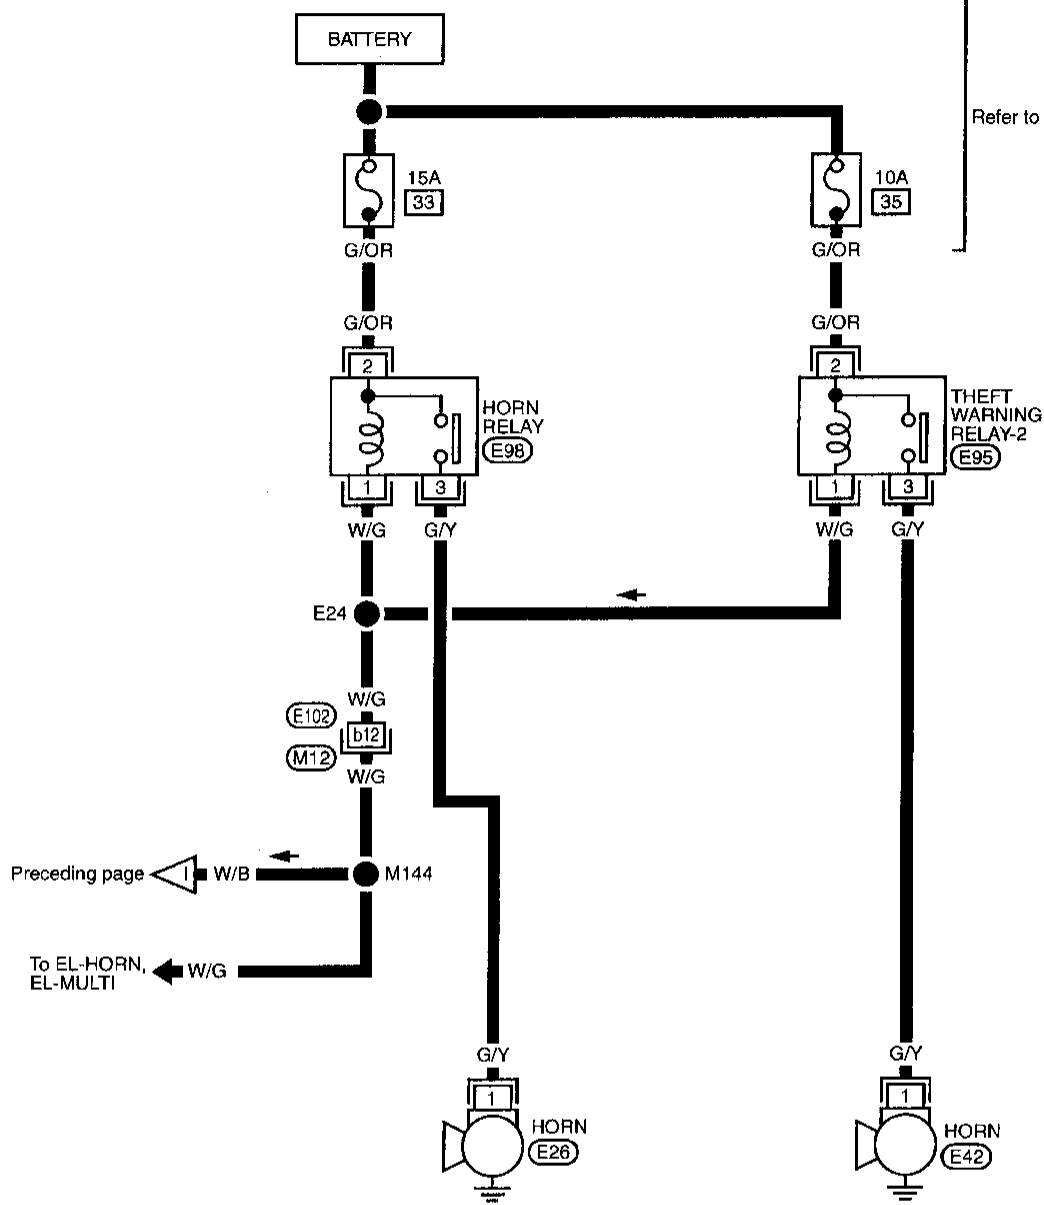 BATTERY
Refer to
15A
33
10A
35
G/OR
G/OR
G/OR
G/OR
2
2
HORN
RELAY
E98
THEFT
WARNING
RELAY-2
E95
1
3
1
3
W/G
G/Y
W/G
G/Y
E24
W/G
E102
b12
M12
W/G
Preceding page
I
W/B
M144
To EL-HORN,
EL-MULTI
W/G
G/Y
G/Y
1
1
HORN
E26
HORN
E42